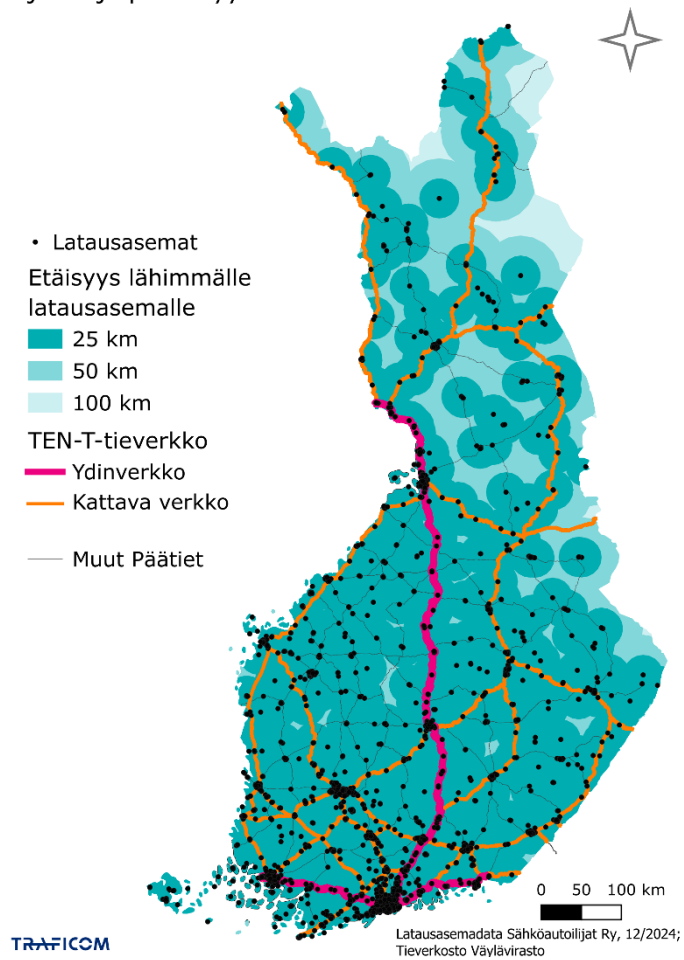 • Latausasemat
Etäisyys lähimmälle
latausasemalle
25 km
50 km
100 km
TEN-T-tieverkko
Ydinverkko
Kattava verkko
Muut Päätiet
0 50 100 km
Latausasemadata Sähköautoilijat Ry, 12/2024;
Tieverkosto Väylävirasto
TRAFICOM